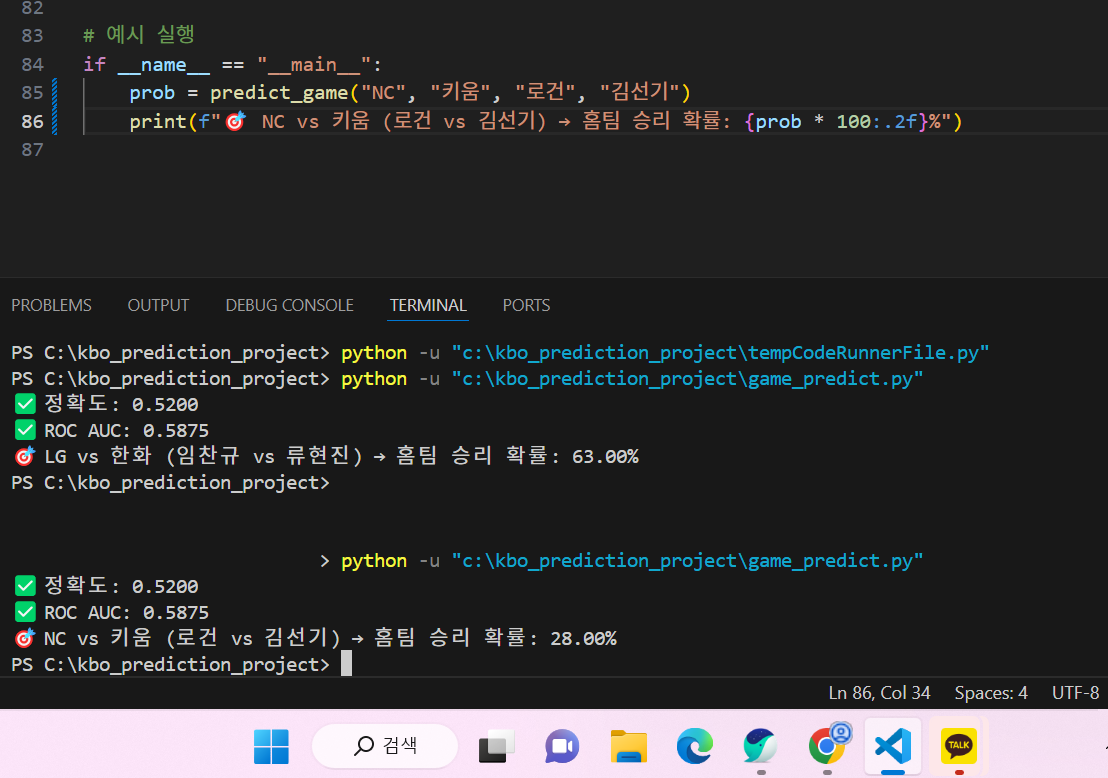 82
83 # 예시 실행
84 if __name__ == "__main__":
85 prob = predict_game("NC", "키움", "로건", "김선기")
86 print(f"🎯 NC vs 키움 (로건 vs 김선기) → 홈팀 승리 확률: {prob * 100:.2f}%")
87
PROBLEMS OUTPUT DEBUG CONSOLE TERMINAL PORTS
PS C:\kbo_prediction_project> python -u "c:\kbo_prediction_project\tempCodeRunnerFile.py"
PS C:\kbo_prediction_project> python -u "c:\kbo_prediction_project\game_predict.py"
✅ 정확도: 0.5200
✅ ROC AUC: 0.5875
🎯 LG vs 한화 (임찬규 vs 류현진) → 홈팀 승리 확률: 63.00%
PS C:\kbo_prediction_project>
> python -u "c:\kbo_prediction_project\game_predict.py"
✅ 정확도: 0.5200
✅ ROC AUC: 0.5875
🎯 NC vs 키움 (로건 vs 김선기) → 홈팀 승리 확률: 28.00%
PS C:\kbo_prediction_project>
Ln 86, Col 34 Spaces: 4 UTF-8
검색
TALK